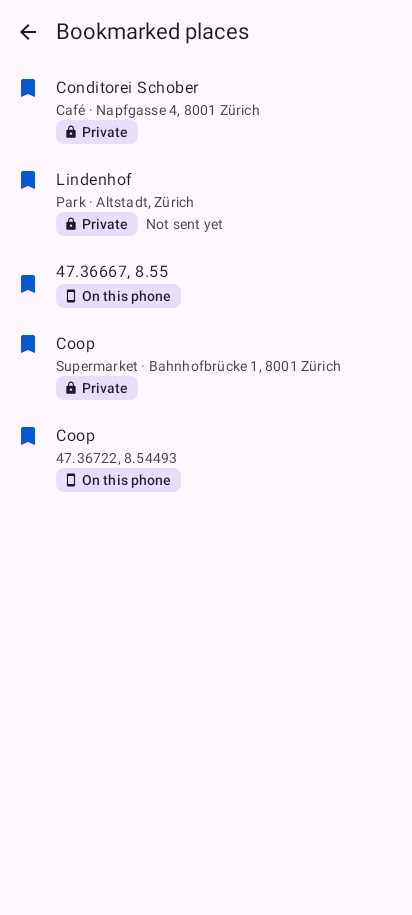 Bookmarked places
Conditorei Schober
Café · Napfgasse 4, 8001 Zürich
Private
Lindenhof
Park · Altstadt, Zürich
Private Not sent yet
47.36667, 8.55
On this phone
Coop
Supermarket · Bahnhofbrücke 1, 8001 Zürich
Private
Coop
47.36722, 8.54493
On this phone